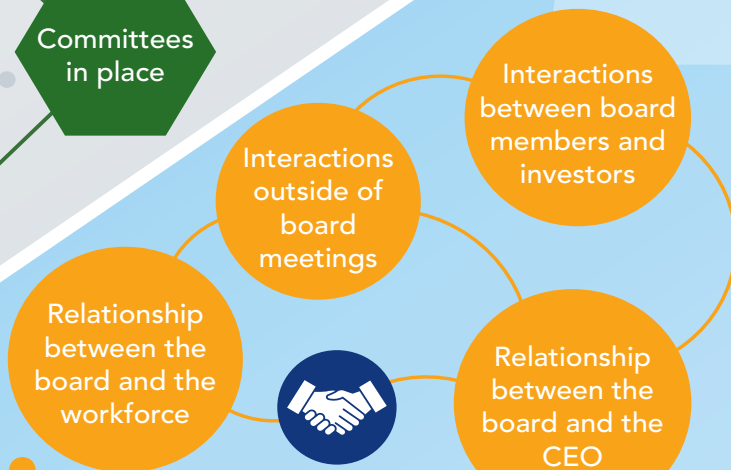 Committees
in place
Interactions
between board
members and
investors
Interactions
outside of
board
meetings
Relationship
between the
board and the
workforce
Relationship
between the
board and the
CEO